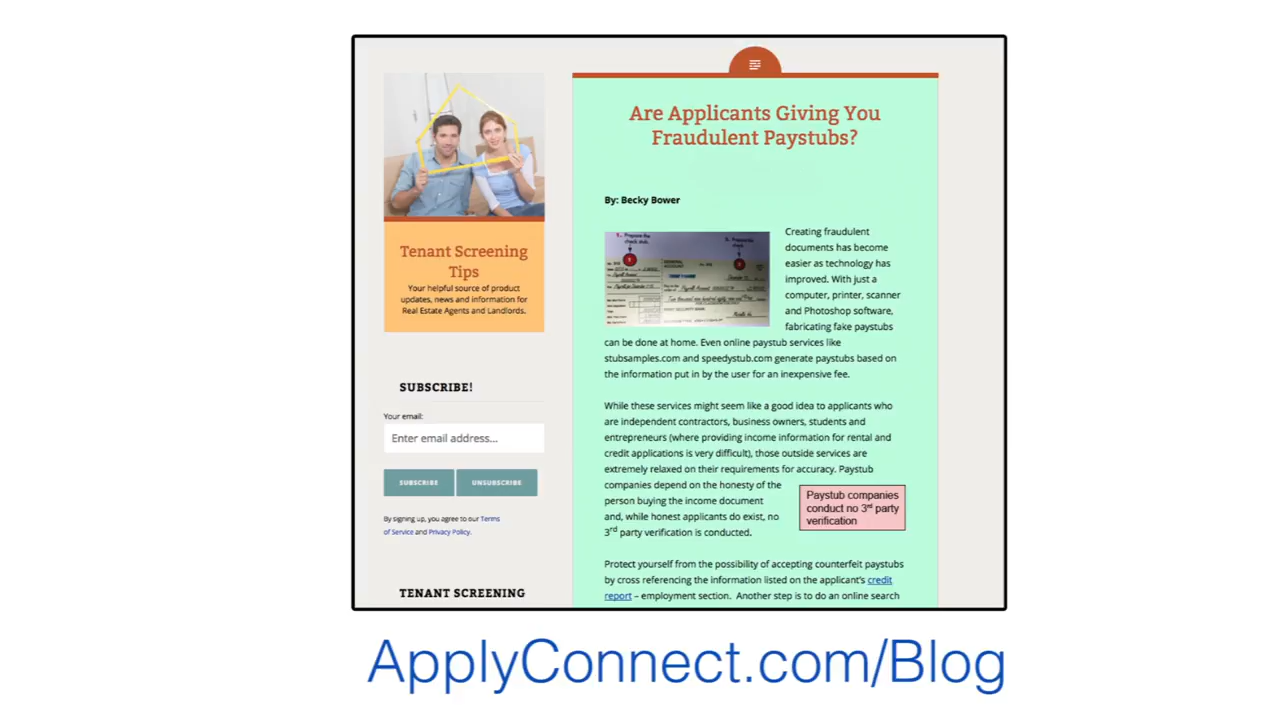 Tenant Screening
Tips
Your helpful source of product
updates, news and information for
Real Estate Agents and Landlords.
SUBSCRIBE!
Your email:
Enter email address...
SUBSCRIBE
UNSUBSCRIBE
By signing up, you agree to our Terms
of Service and Privacy Policy.
TENANT SCREENING
Are Applicants Giving You
Fraudulent Paystubs?
By: Becky Bower
Creating fraudulent
documents has become
easier as technology has
improved. With just a
computer, printer, scanner
and Photoshop software,
fabricating fake paystubs
can be done at home. Even online paystub services like
stubsamples.com and speedystub.com generate paystubs based on
the information put in by the user for an inexpensive fee.
While these services might seem like a good idea to applicants who
are independent contractors, business owners, students and
entrepreneurs (where providing income information for rental and
credit applications is very difficult), those outside services are
extremely relaxed on their requirements for accuracy. Paystub
companies depend on the honesty of the
person buying the income document
and, while honest applicants do exist, no
3rd party verification is conducted.
Paystub companies
conduct no 3rd party
verification
Protect yourself from the possibility of accepting counterfeit paystubs
by cross referencing the information listed on the applicant's credit
report – employment section. Another step is to do an online search
ApplyConnect.com/Blog